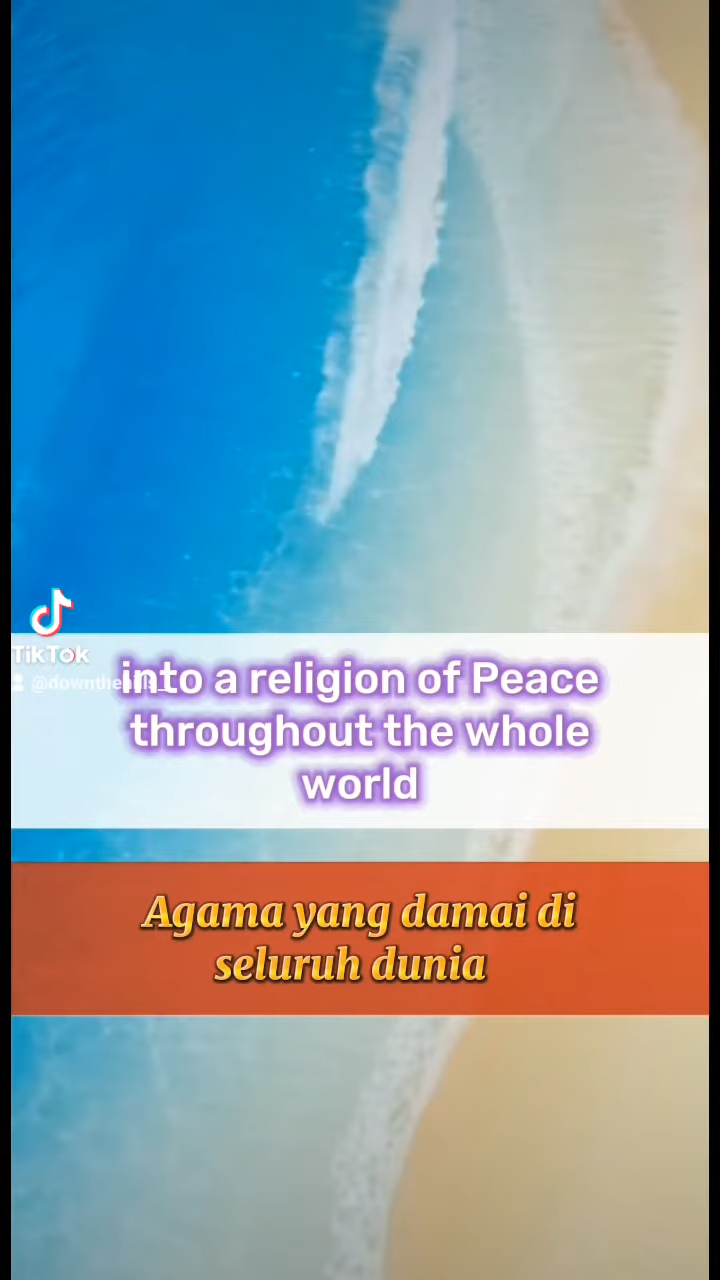 TikTok
into a religion of Peace
throughout the whole
world
Agama yang damai di
seluruh dunia